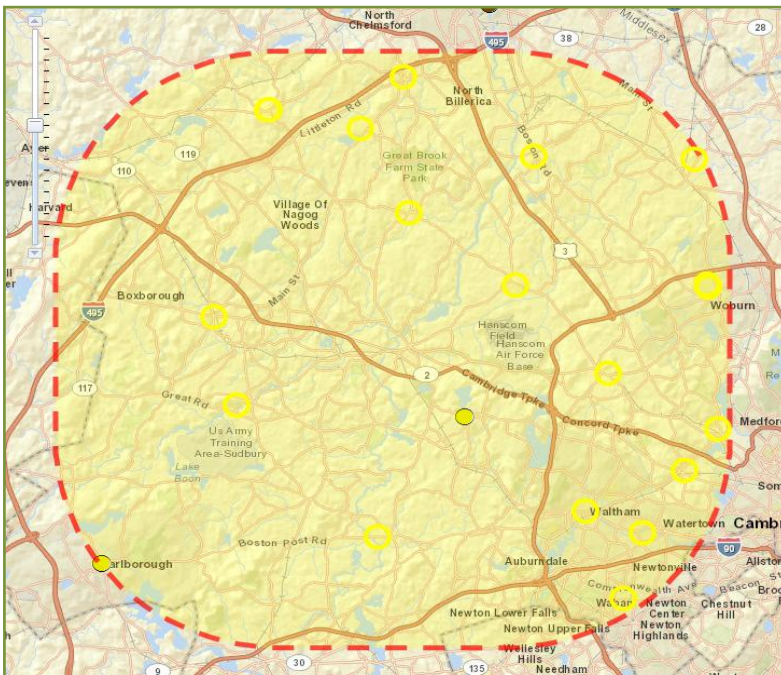 North
Chelmsford
495
38
Middlesex
28
Main St
North
Billerica
Littleton Rd
Boston Rd
Ayer
119
110
Great Brook
Farm State
Park
Harvard
Village Of
Nagog
Woods
3
Boxborough
Main St
Woburn
495
Hanscom
Field
Hanscom
Air Force
Base
2
117
Great Rd
Cambridge Tpke
Concord Tpke
Medford
Us Army
Training
Area-Sudbury
Lake
Boon
Som
Waltham
Watertown
Camb
Boston Post Rd
90
arlborough
Auburndale
Newtonville
Allston
Commonwealth Ave
Beacon St
Broo
Waban
Newton
Center
Newton
Highlands
Chestnut
Hill
Newton Lower Falls
Newton Upper Falls
Wellesley
Hills
Needham
9
30
135